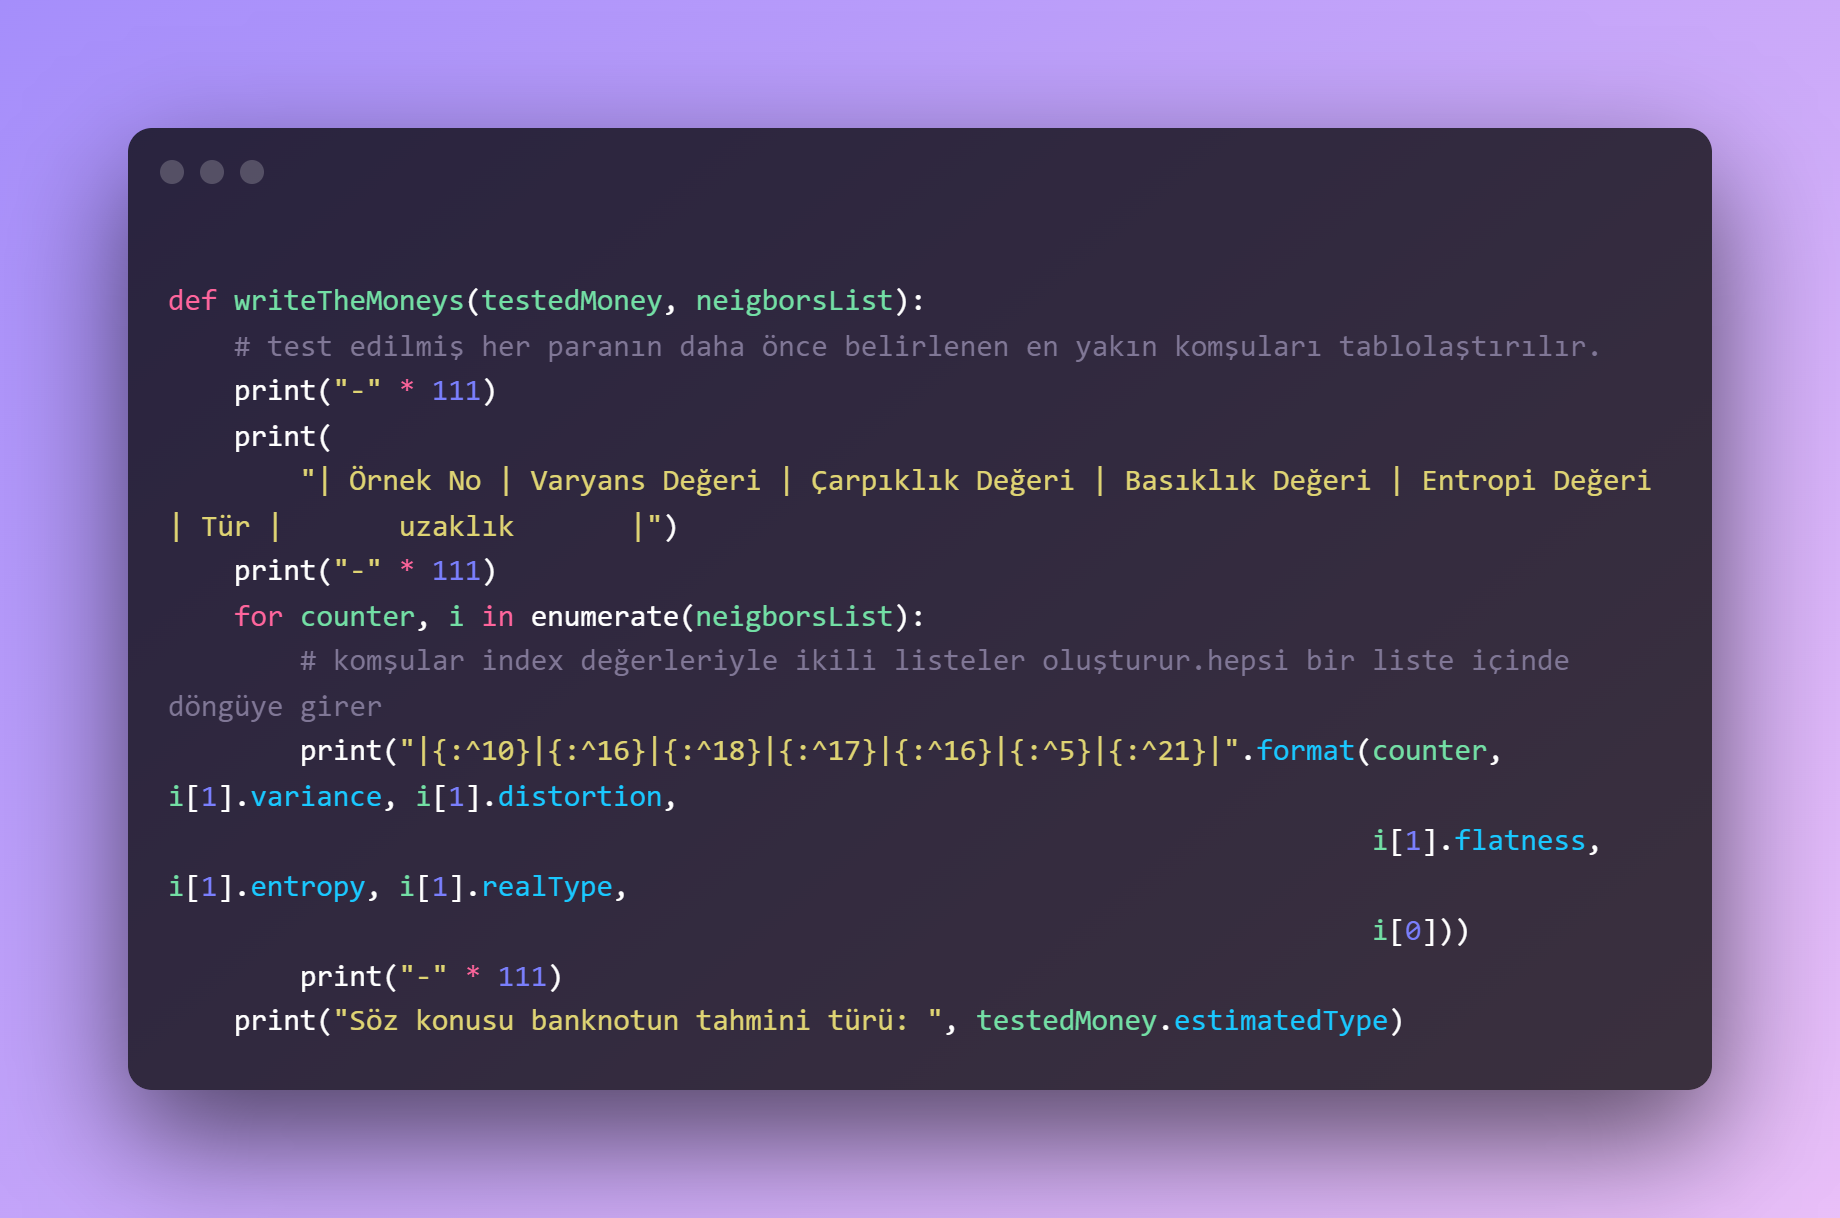 def writeTheMoneys(testedMoney, neigborsList):
    # test edilmiş her paranın daha önce belirlenen en yakın komşuları tablolaştırılır.
    print("-" * 111)
    print(
        "| Örnek No | Varyans Değeri | Çarpıklık Değeri | Basıklık Değeri | Entropi Değeri
| Tür |       uzaklık       |")
    print("-" * 111)
    for counter, i in enumerate(neigborsList):
        # komşular index değerleriyle ikili listeler oluşturur.hepsi bir liste içinde
döngüye girer
        print("|{:^10}|{:^16}|{:^18}|{:^17}|{:^16}|{:^5}|{:^21}|".format(counter,
i[1].variance, i[1].distortion,
                                                                         i[1].flatness,
i[1].entropy, i[1].realType,
                                                                         i[0]))
        print("-" * 111)
    print("Söz konusu banknotun tahmini türü: ", testedMoney.estimatedType)